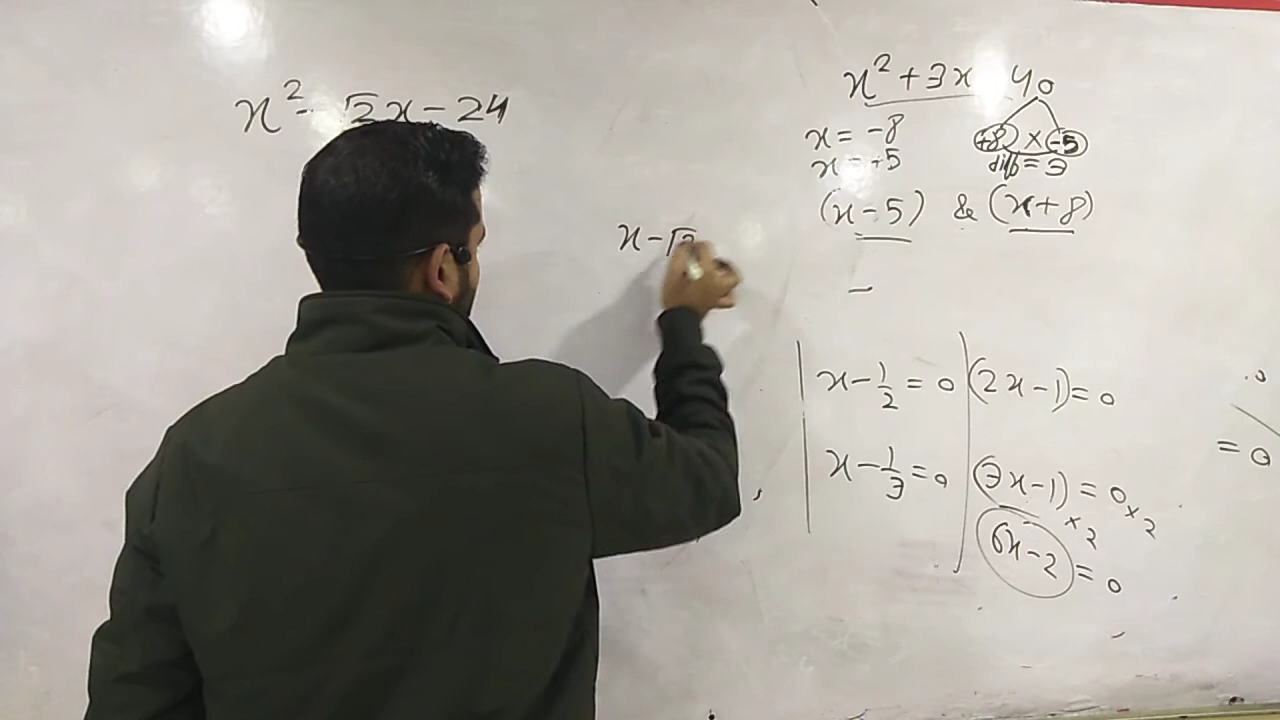 x² - √2x - 24
x - √2
x² + 3x 40
x = -8
x = +5
+8 × -5
diff = 3
(x - 5) & (x + 8)
—
x - 1/2 = 0
(2x - 1) = 0
x - 1/3 = 0
(3x - 1) = 0
×2 ×2
6x - 2 = 0
= 0